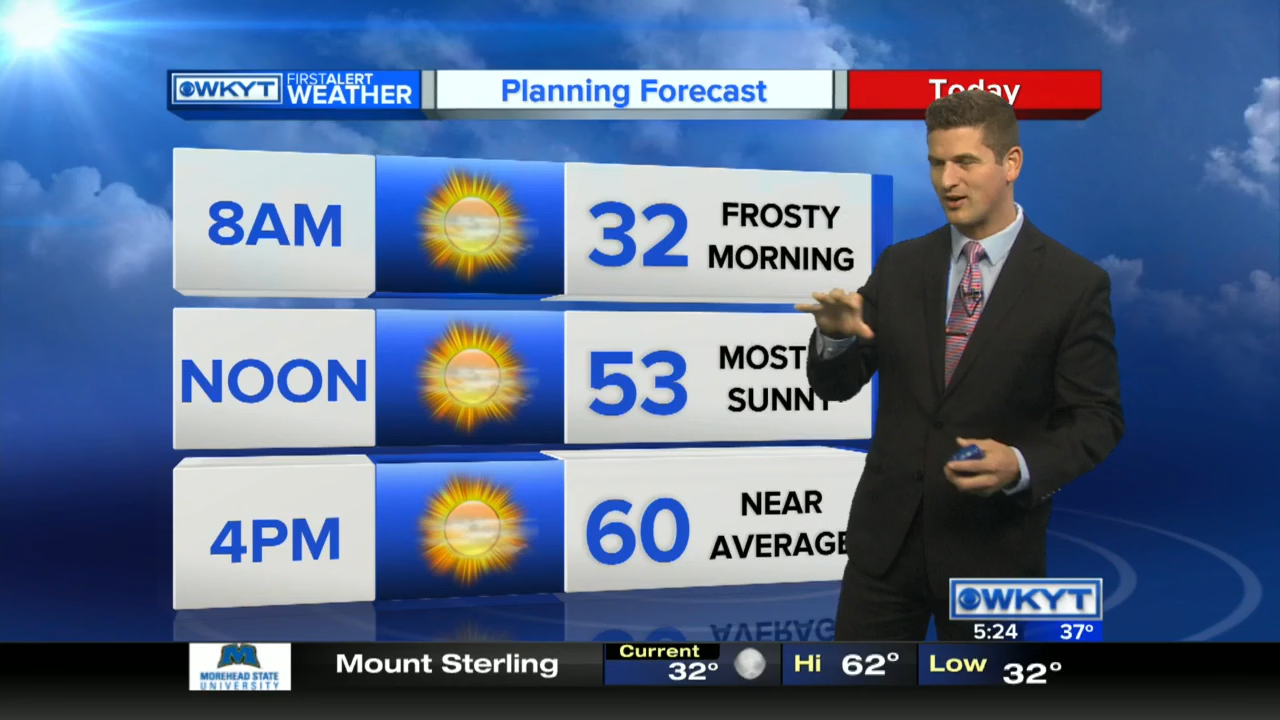 WKYT FIRST ALERT WEATHER
Planning Forecast
Today
8AM
32
FROSTY
MORNING
NOON
53
MOST
SUNNY
4PM
60
NEAR
AVERAGE
WKYT
5:24 37°
MOREHEAD STATE
UNIVERSITY
Mount Sterling
Current
32°
Hi 62°
Low 32°